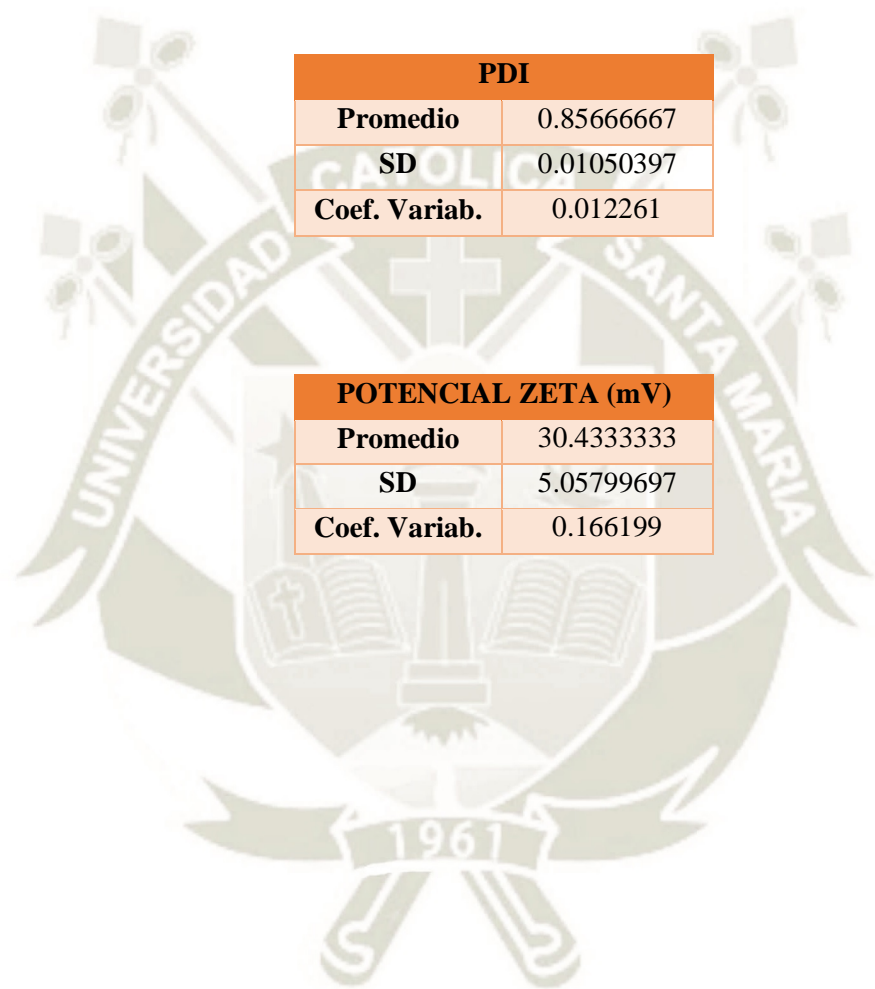 PDI
Promedio 0.85666667
SD 0.01050397
Coef. Variab. 0.012261
POTENCIAL ZETA (mV)
Promedio 30.4333333
SD 5.05799697
Coef. Variab. 0.166199
UNIVERSIDAD CATOLICA SANTA MARIA
1961